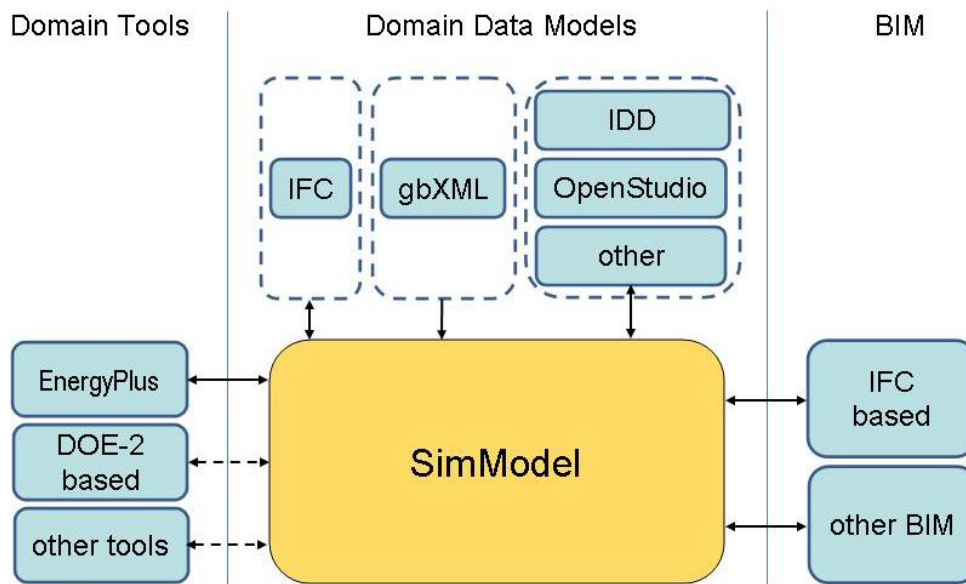 Domain Tools
Domain Data Models
BIM
IDD
IFC
gbXML
OpenStudio
other
EnergyPlus
DOE-2
based
other tools
SimModel
IFC
based
other BIM